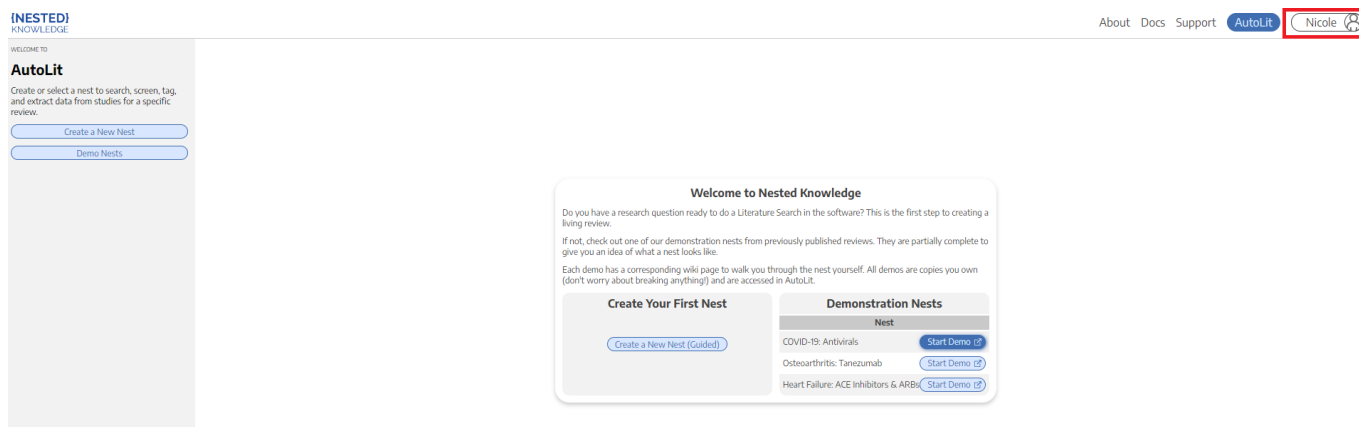 {NESTED}
KNOWLEDGE
About Docs Support AutoLit Nicole
WELCOME TO
AutoLit
Create or select a nest to search, screen, tag,
and extract data from studies for a specific
review.
Create a New Nest
Demo Nests
Welcome to Nested Knowledge
Do you have a research question ready to do a Literature Search in the software? This is the first step to creating a
living review.
If not, check out one of our demonstration nests from previously published reviews. They are partially complete to
give you an idea of what a nest looks like.
Each demo has a corresponding wiki page to walk you through the nest yourself. All demos are copies you own
(don't worry about breaking anything!) and are accessed in AutoLit.
Create Your First Nest
Create a New Nest (Guided)
Demonstration Nests
Nest
COVID-19: Antivirals Start Demo
Osteoarthritis: Tanezumab Start Demo
Heart Failure: ACE Inhibitors & ARBs Start Demo